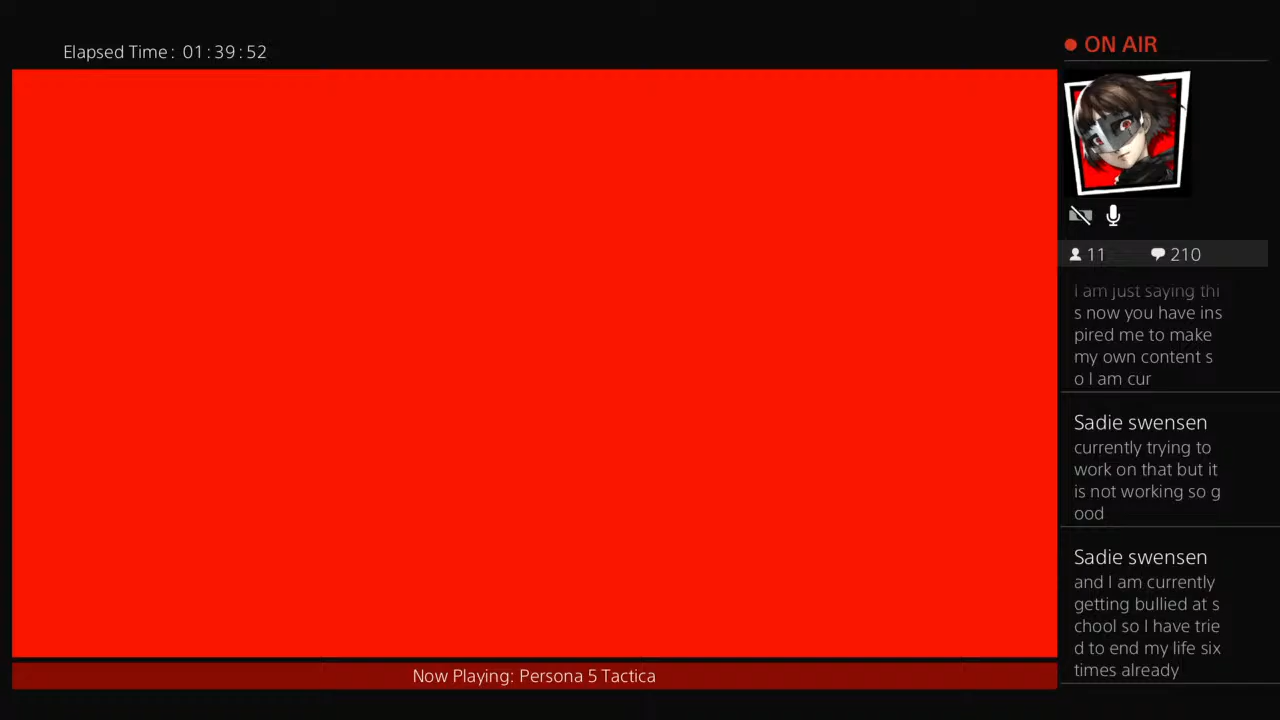 Elapsed Time: 01:39:52
ON AIR
11 210
I am just saying thi
s now you have ins
pired me to make
my own content s
o I am cur
Sadie swensen
currently trying to
work on that but it
is not working so g
ood
Sadie swensen
and I am currently
getting bullied at s
chool so I have trie
d to end my life six
times already
Now Playing: Persona 5 Tactica